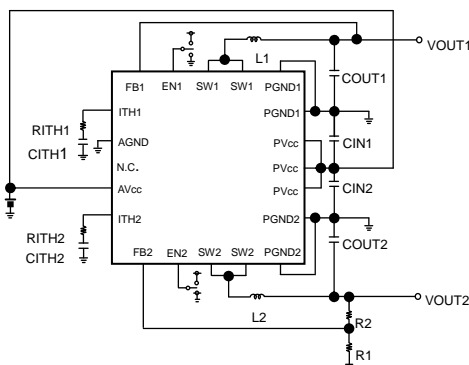 VOUT1
L1
COUT1
FB1 EN1 SW1 SW1 PGND1
ITH1
PGND1
RITH1
CITH1
AGND
PVcc
CIN1
N.C.
PVcc
AVcc
PVcc
CIN2
ITH2
PGND2
RITH2
CITH2
COUT2
FB2 EN2 SW2 SW2 PGND2
VOUT2
L2
R2
R1